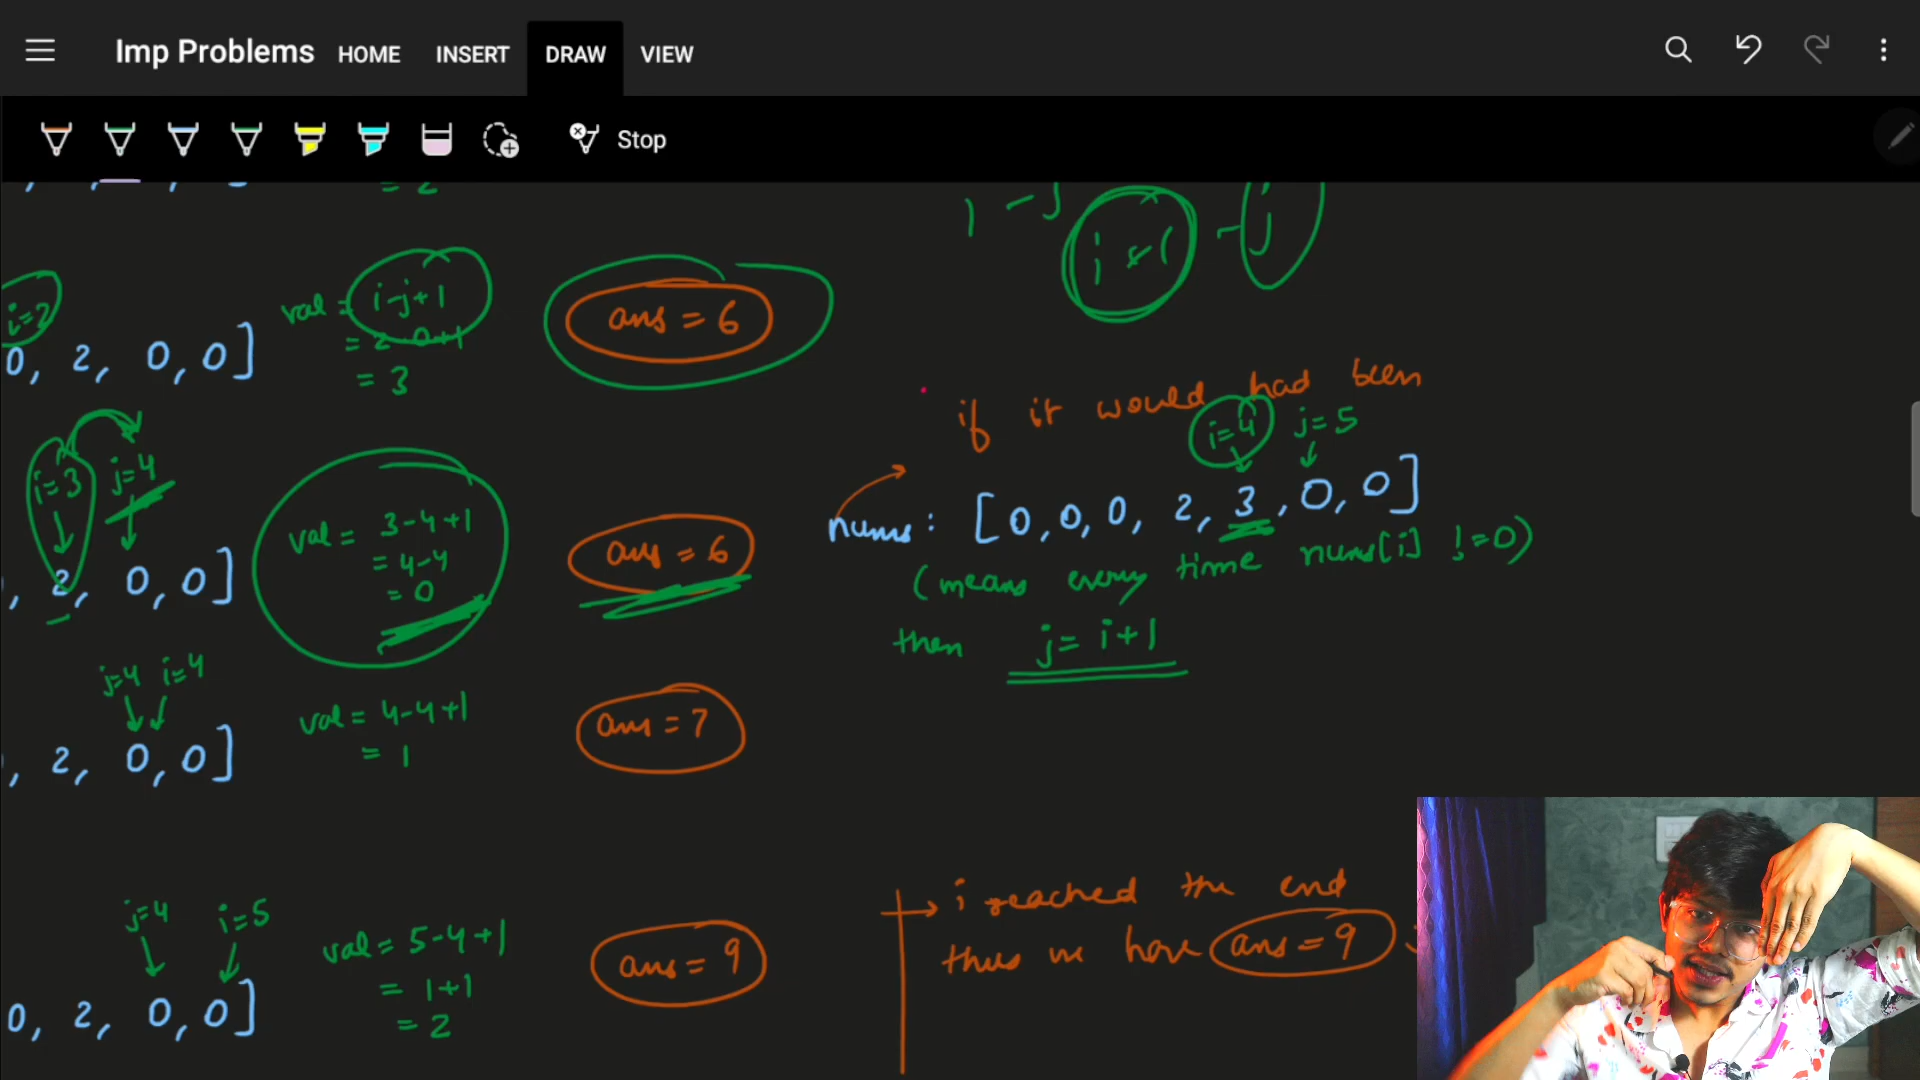 Imp Problems HOME INSERT DRAW VIEW
Stop
= 2
i=2
val = i-j+1
= 2-0+1
= 3
0, 2, 0, 0]
ans = 6
i - j
- j
if it would had been
i=4 j=5
nums: [0, 0, 0, 2, 3, 0, 0]
(means every time nums[i] != 0)
then j = i+1
i=3 j=4
val = 3-4+1
= 4-4
= 0
, 2, 0, 0]
ans = 6
j=4 i=4
val = 4-4+1
= 1
, 2, 0, 0]
ans = 7
j=4 i=5
val = 5-4+1
= 1+1
= 2
0, 2, 0, 0]
ans = 9
i reached the end
thus we have ans = 9